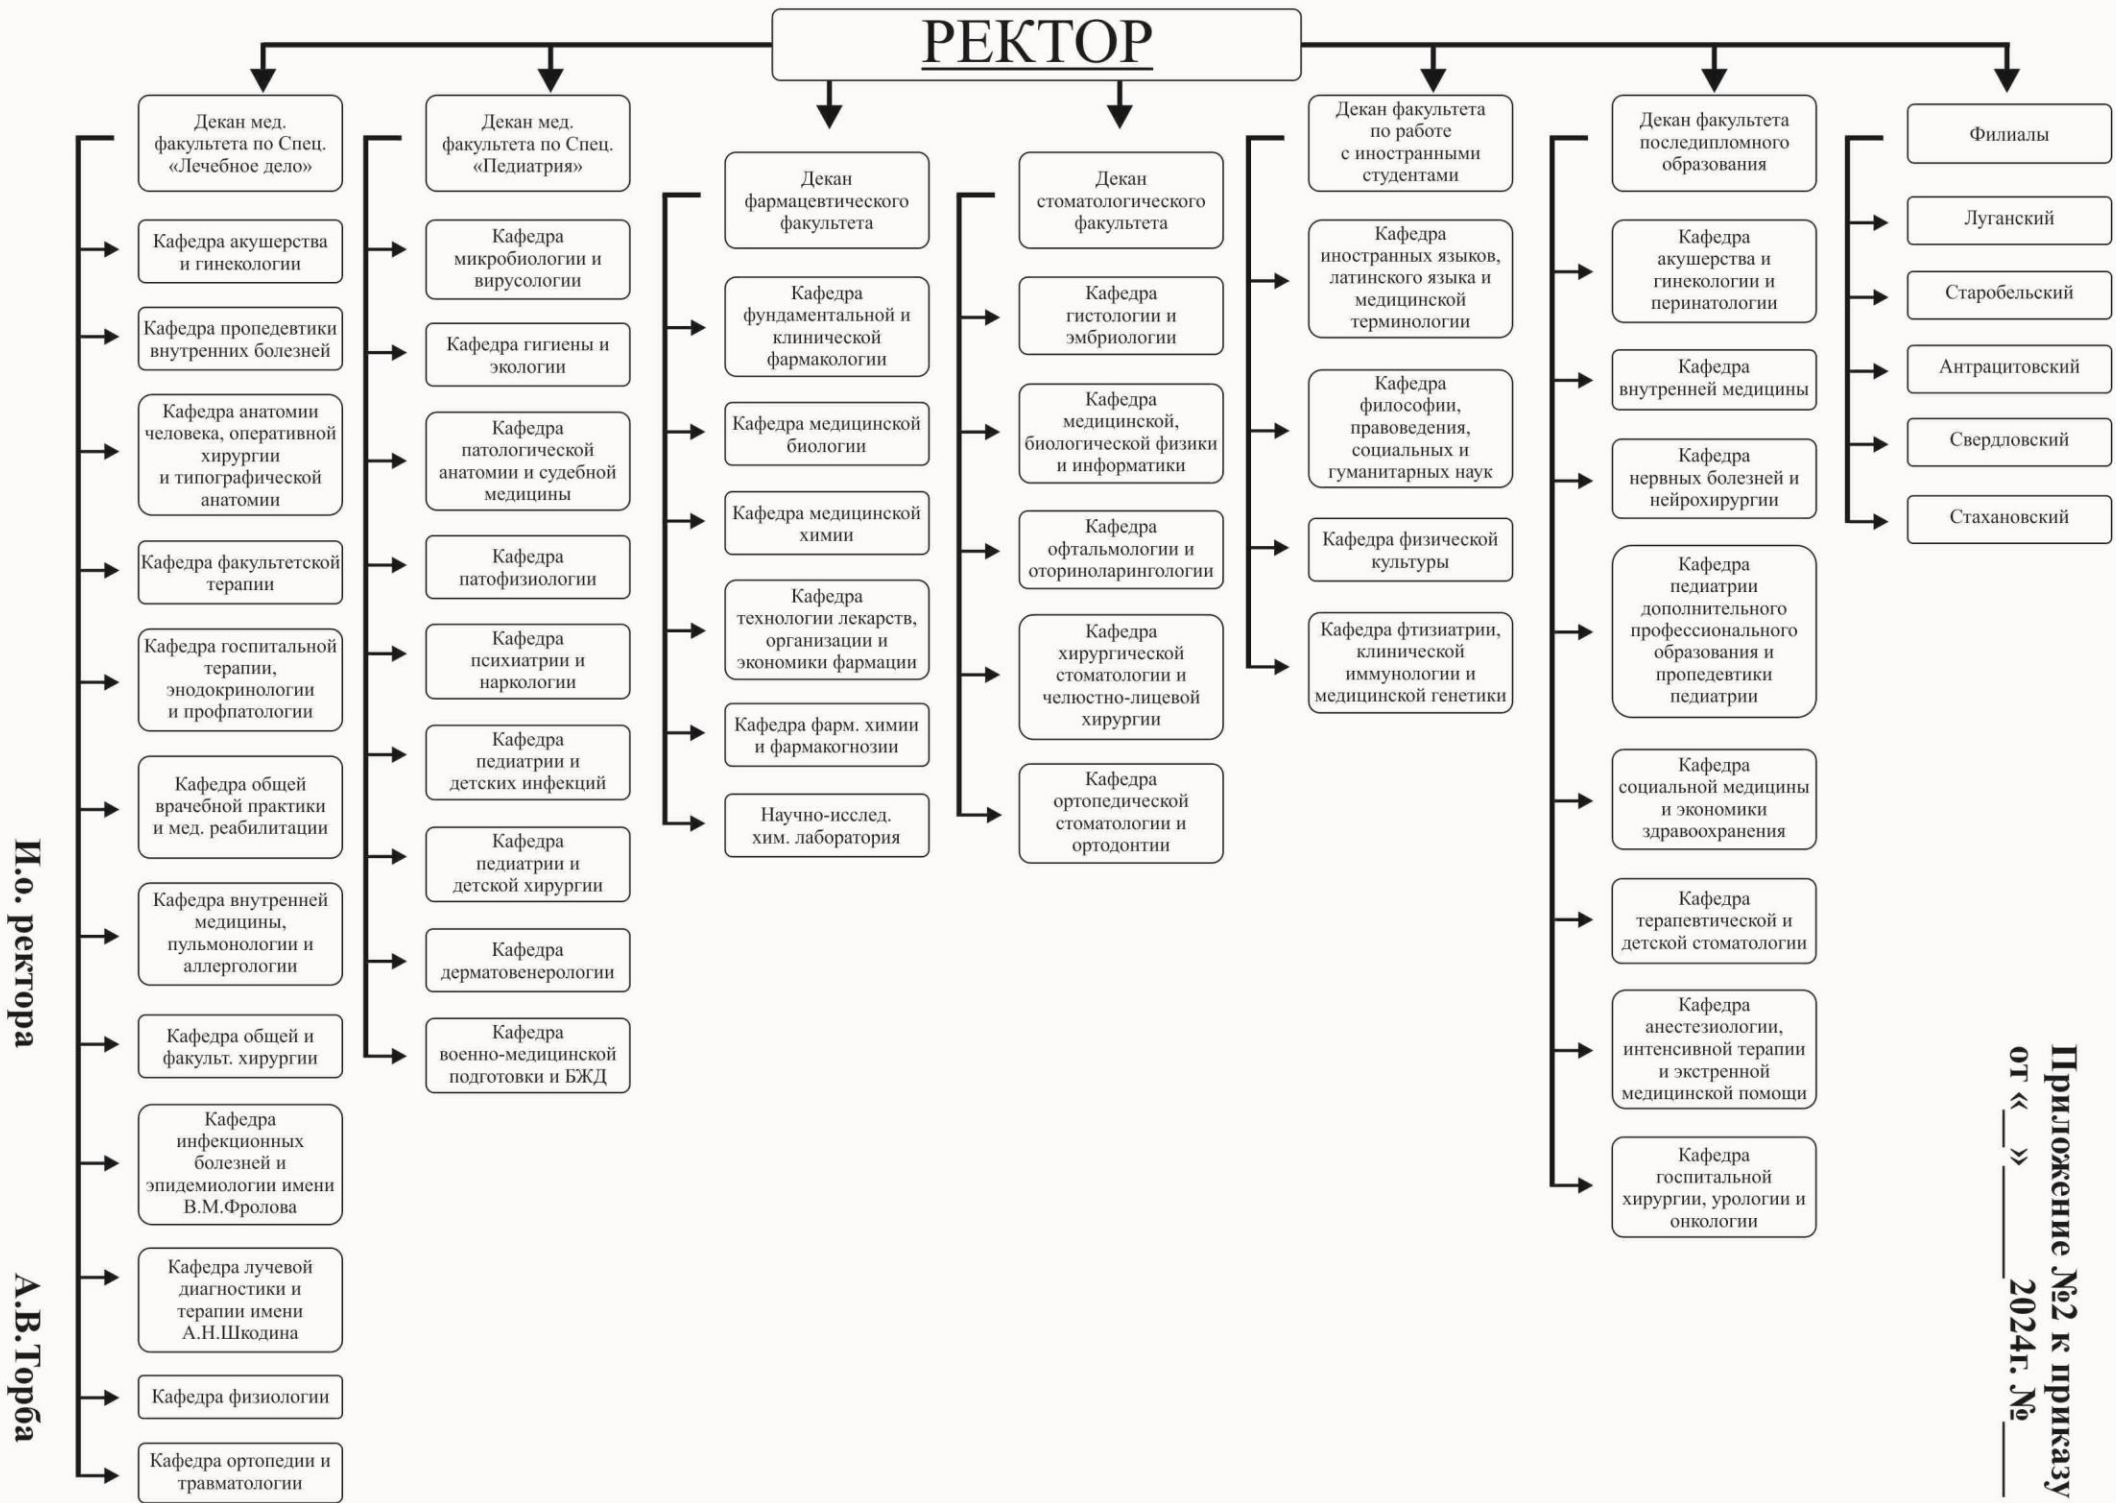 РЕКТОР
Декан мед.
факультета по Спец.
«Лечебное дело»
Кафедра акушерства
и гинекологии
Кафедра пропедевтики
внутренних болезней
Кафедра анатомии
человека, оперативной
хирургии
и типографической
анатомии
Кафедра факультетской
терапии
Кафедра госпитальной
терапии,
энодокринологии
и профпатологии
Кафедра общей
врачебной практики
и мед. реабилитации
Кафедра внутренней
медицины,
пульмонологии и
аллергологии
Кафедра общей и
факульт. хирургии
Кафедра
инфекционных
болезней и
эпидемиологии имени
В.М.Фролова
Кафедра лучевой
диагностики и
терапии имени
А.Н.Шкодина
Кафедра физиологии
Кафедра ортопедии и
травматологии
Декан мед.
факультета по Спец.
«Педиатрия»
Кафедра
микробиологии и
вирусологии
Кафедра гигиены и
экологии
Кафедра
патологической
анатомии и судебной
медицины
Кафедра
патофизиологии
Кафедра
психиатрии и
наркологии
Кафедра
педиатрии и
детских инфекций
Кафедра
педиатрии и
детской хирургии
Кафедра
дерматовенерологии
Кафедра
военно-медицинской
подготовки и БЖД
Декан
фармацевтического
факультета
Кафедра
фундаментальной и
клинической
фармакологии
Кафедра медицинской
биологии
Кафедра медицинской
химии
Кафедра
технологии лекарств,
организации и
экономики фармации
Кафедра фарм. химии
и фармакогнозии
Научно-исслед.
хим. лаборатория
Декан
стоматологического
факультета
Кафедра
гистологии и
эмбриологии
Кафедра
медицинской,
биологической физики
и информатики
Кафедра
офтальмологии и
оториноларингологии
Кафедра
хирургической
стоматологии и
челюстно-лицевой
хирургии
Кафедра
ортопедической
стоматологии и
ортодонтии
Декан факультета
по работе
с иностранными
студентами
Кафедра
иностранных языков,
латинского языка и
медицинской
терминологии
Кафедра
философии,
правоведения,
социальных и
гуманитарных наук
Кафедра физической
культуры
Кафедра фтизиатрии,
клинической
иммунологии и
медицинской генетики
Декан факультета
последипломного
образования
Кафедра
акушерства и
гинекологии и
перинатологии
Кафедра
внутренней медицины
Кафедра
нервных болезней и
нейрохирургии
Кафедра
педиатрии
дополнительного
профессионального
образования и
пропедевтики
педиатрии
Кафедра
социальной медицины
и экономики
здравоохранения
Кафедра
терапевтической и
детской стоматологии
Кафедра
анестезиологии,
интенсивной терапии
и экстренной
медицинской помощи
Кафедра
госпитальной
хирургии, урологии и
онкологии
Филиалы
Луганский
Старобельский
Антрацитовский
Свердловский
Стахановский
Приложение №2 к приказу
от «__» ______ 2024г. № ____
И.о. ректора А.В.Торба